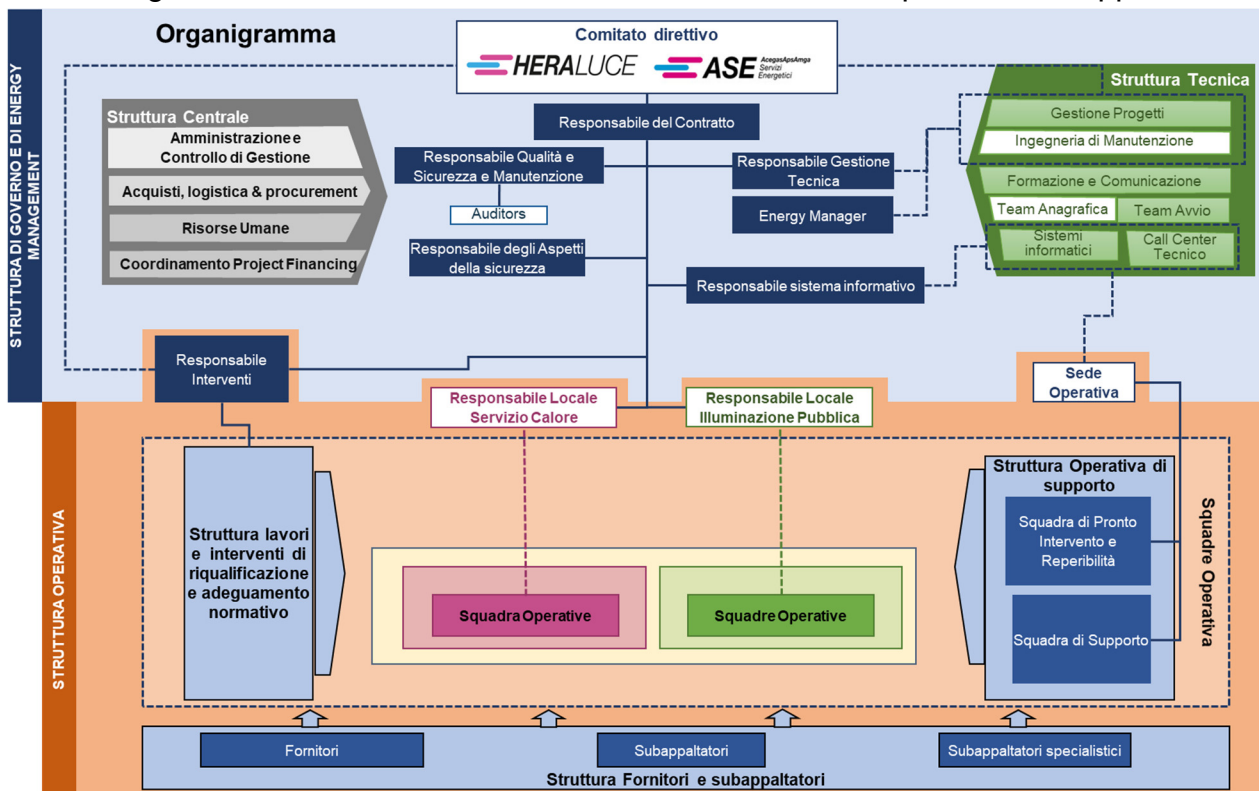 Organigramma
Comitato direttivo
HERALUCE
ASE
AcegasApsAmga
Servizi
Energetici
STRUTTURA DI GOVERNO E DI ENERGY
MANAGEMENT
Struttura Centrale
Amministrazione e
Controllo di Gestione
Acquisti, logistica & procurement
Risorse Umane
Coordinamento Project Financing
Responsabile del Contratto
Responsabile Qualità e
Sicurezza e Manutenzione
Auditors
Responsabile degli Aspetti
della sicurezza
Responsabile Gestione
Tecnica
Energy Manager
Responsabile sistema informativo
Struttura Tecnica
Gestione Progetti
Ingegneria di Manutenzione
Formazione e Comunicazione
Team Anagrafica
Team Avvio
Sistemi
informatici
Call Center
Tecnico
Responsabile
Interventi
Responsabile Locale
Servizio Calore
Responsabile Locale
Illuminazione Pubblica
Sede
Operativa
STRUTTURA OPERATIVA
Struttura lavori
e interventi di
riqualificazione
e adeguamento
normativo
Squadra Operative
Squadre Operative
Struttura Operativa di
supporto
Squadra di Pronto
Intervento e
Reperibilità
Squadra di Supporto
Squadre Operativa
Fornitori
Subappaltatori
Subappaltatori specialistici
Struttura Fornitori e subappaltatori